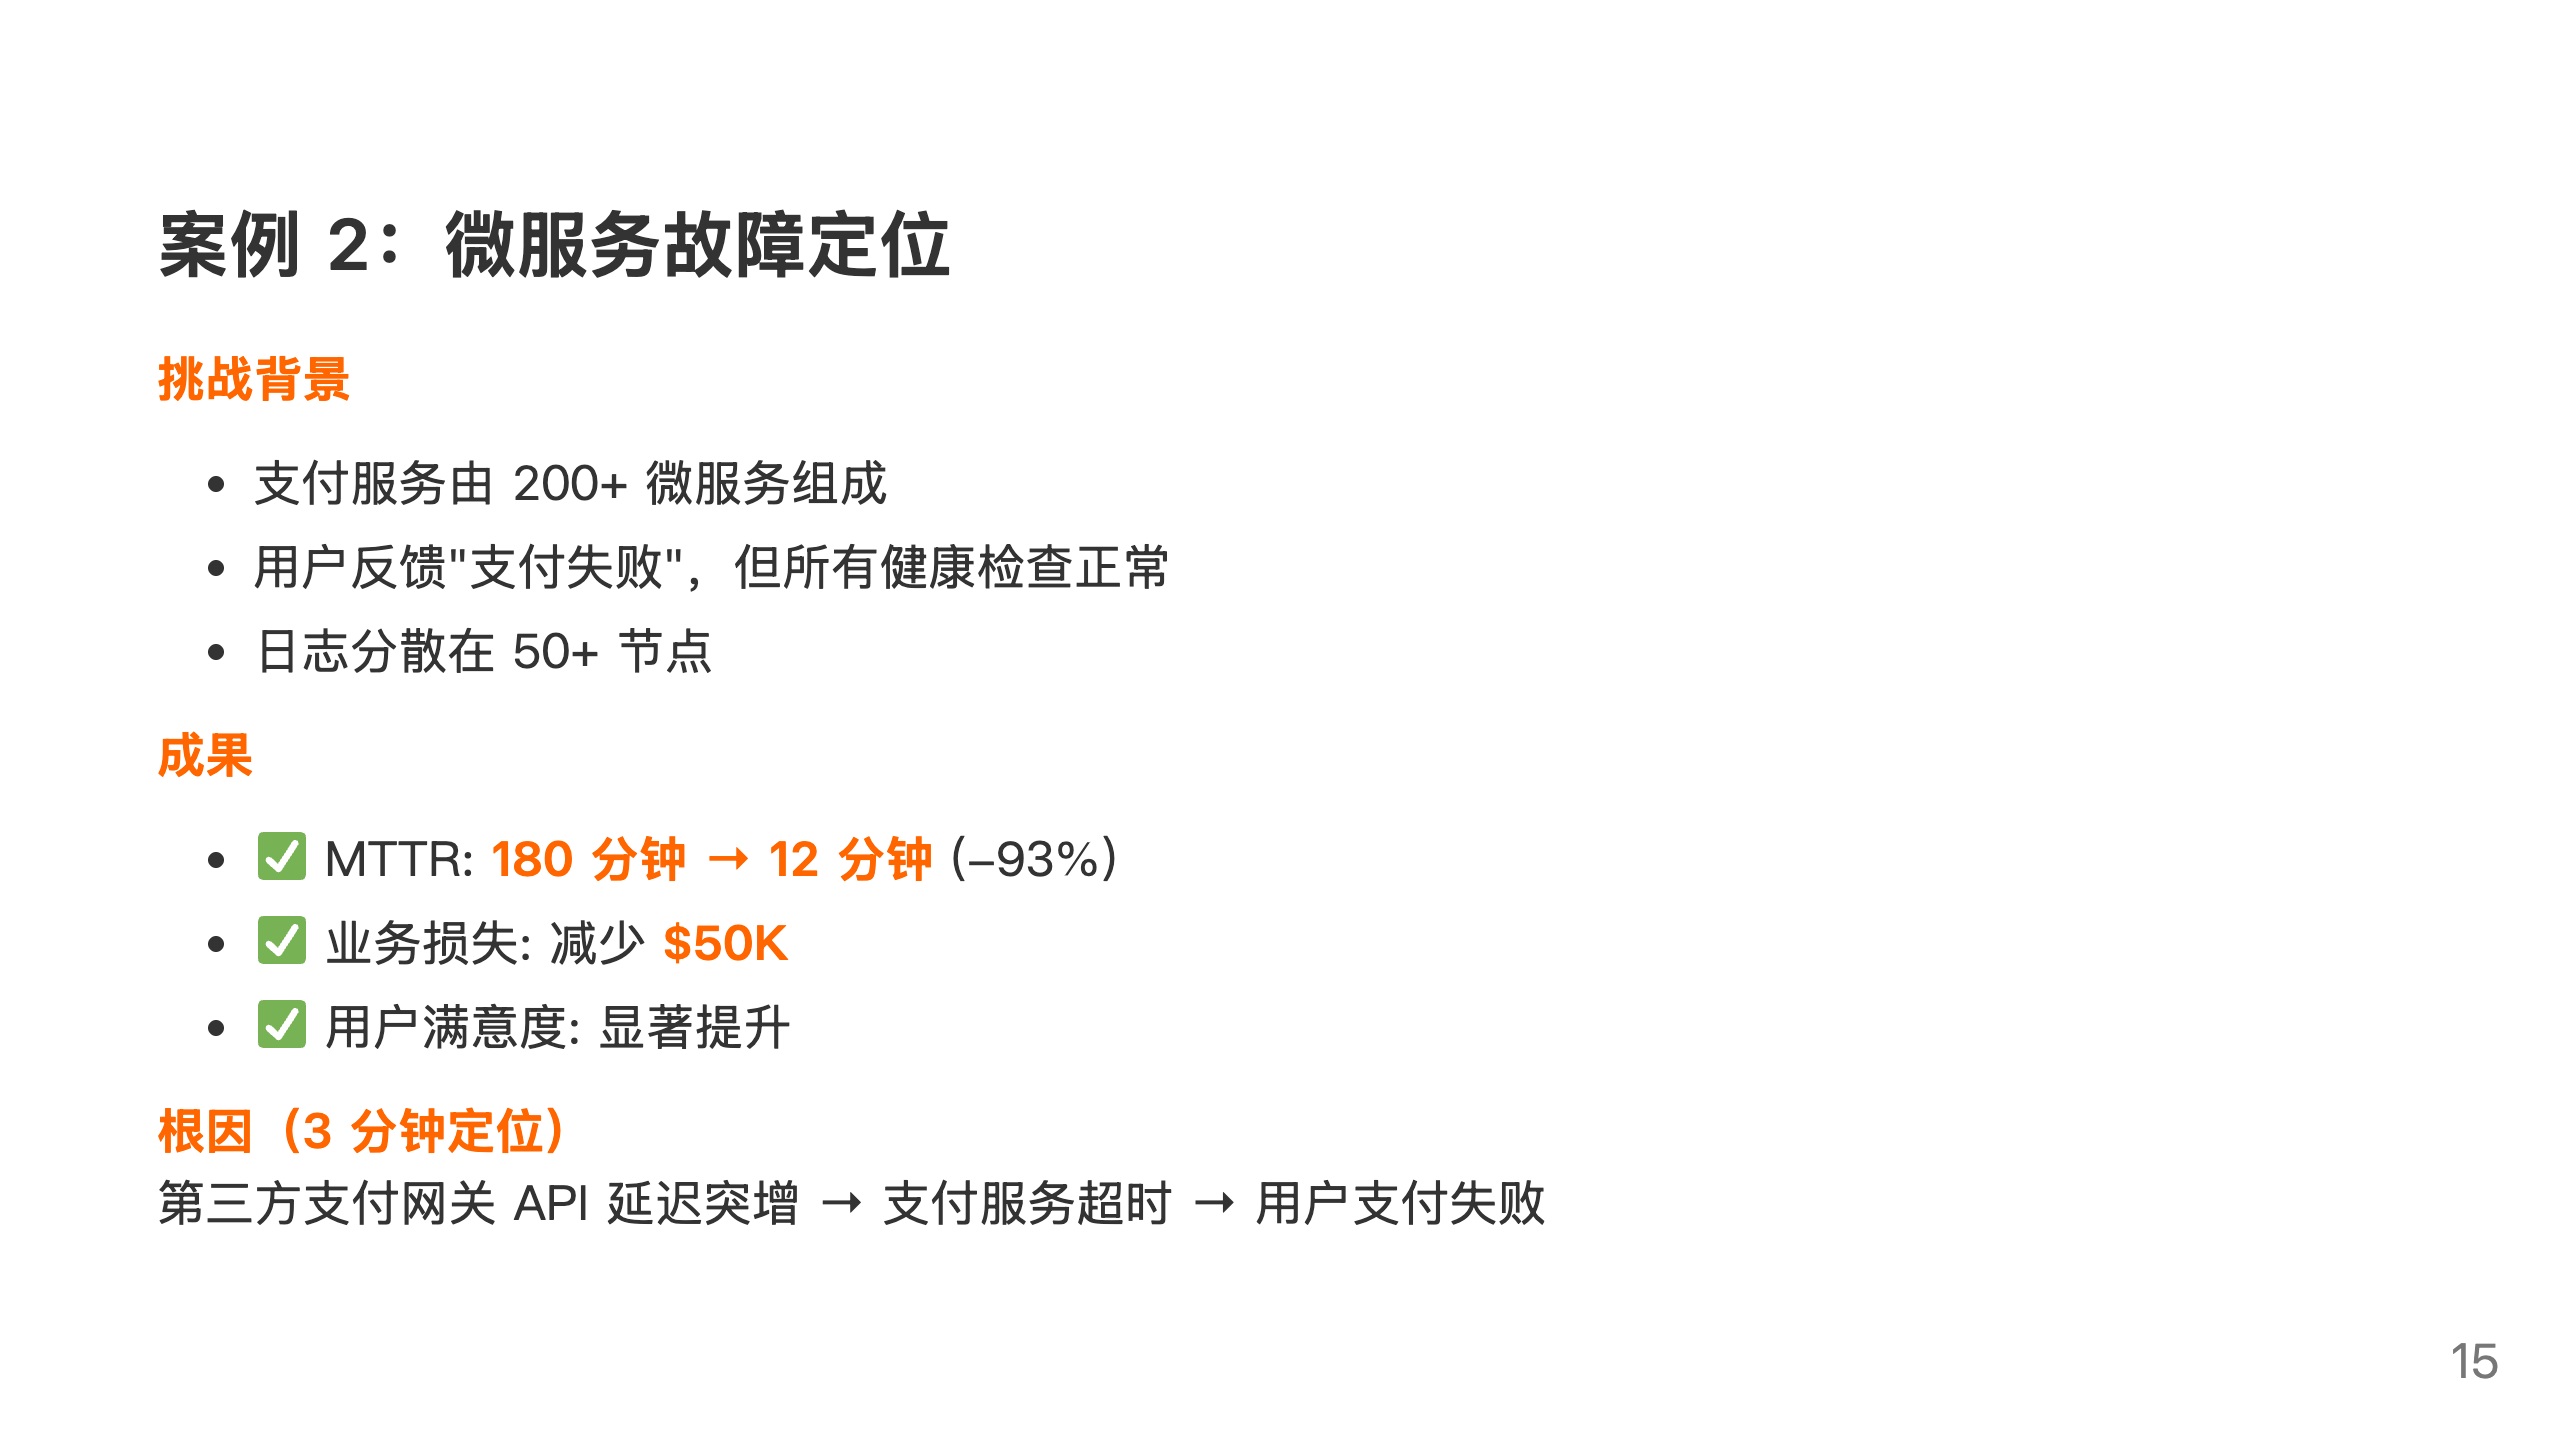 案例 2：微服务故障定位
挑战背景
• 支付服务由 200+ 微服务组成
• 用户反馈"支付失败"，但所有健康检查正常
• 日志分散在 50+ 节点
成果
• ✅ MTTR: 180 分钟 → 12 分钟 (–93%)
• ✅ 业务损失: 减少 $50K
• ✅ 用户满意度: 显著提升
根因（3 分钟定位）
第三方支付网关 API 延迟突增 → 支付服务超时 → 用户支付失败
15